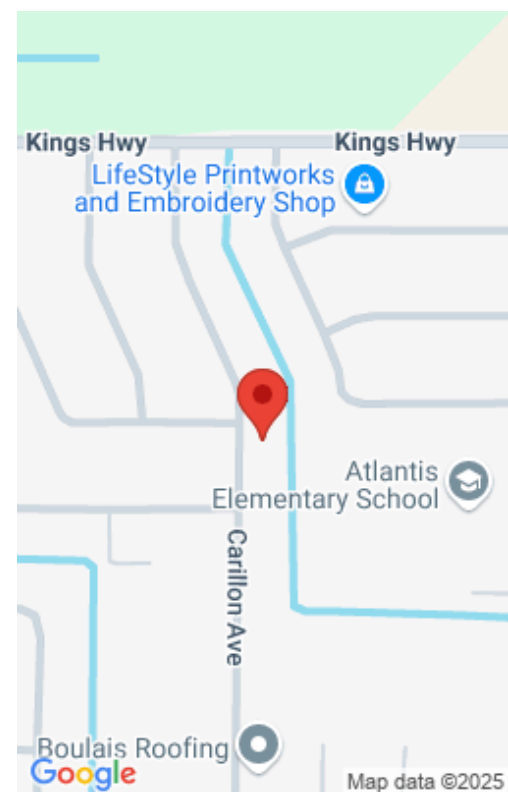 Kings Hwy
Kings Hwy
LifeStyle Printworks
and Embroidery Shop
Atlantis
Elementary School
Carillon Ave
Boulais Roofing
Google
Map data ©2025